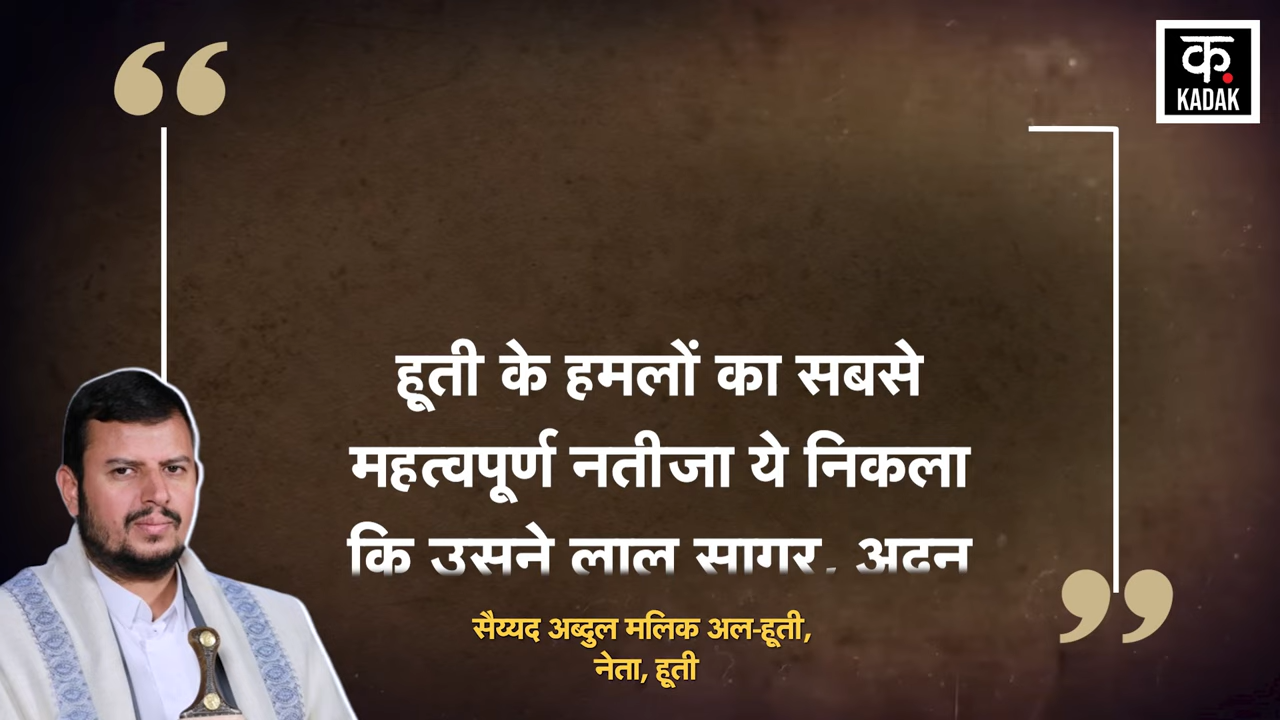 क
KADAK
हूती के हमलों का सबसे
महत्वपूर्ण नतीजा ये निकला
कि उसने लाल सागर, अदन
सैय्यद अब्दुल मलिक अल-हूती,
नेता, हूती